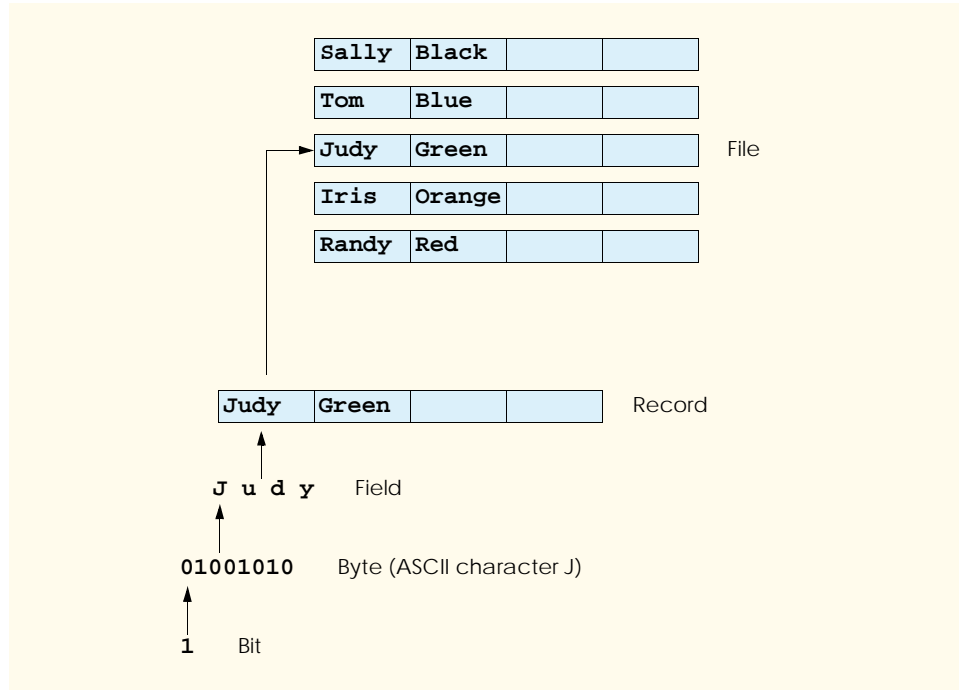 Sally Black
Tom Blue
Judy Green File
Iris Orange
Randy Red
Judy Green Record
J u d y Field
01001010 Byte (ASCII character J)
1 Bit